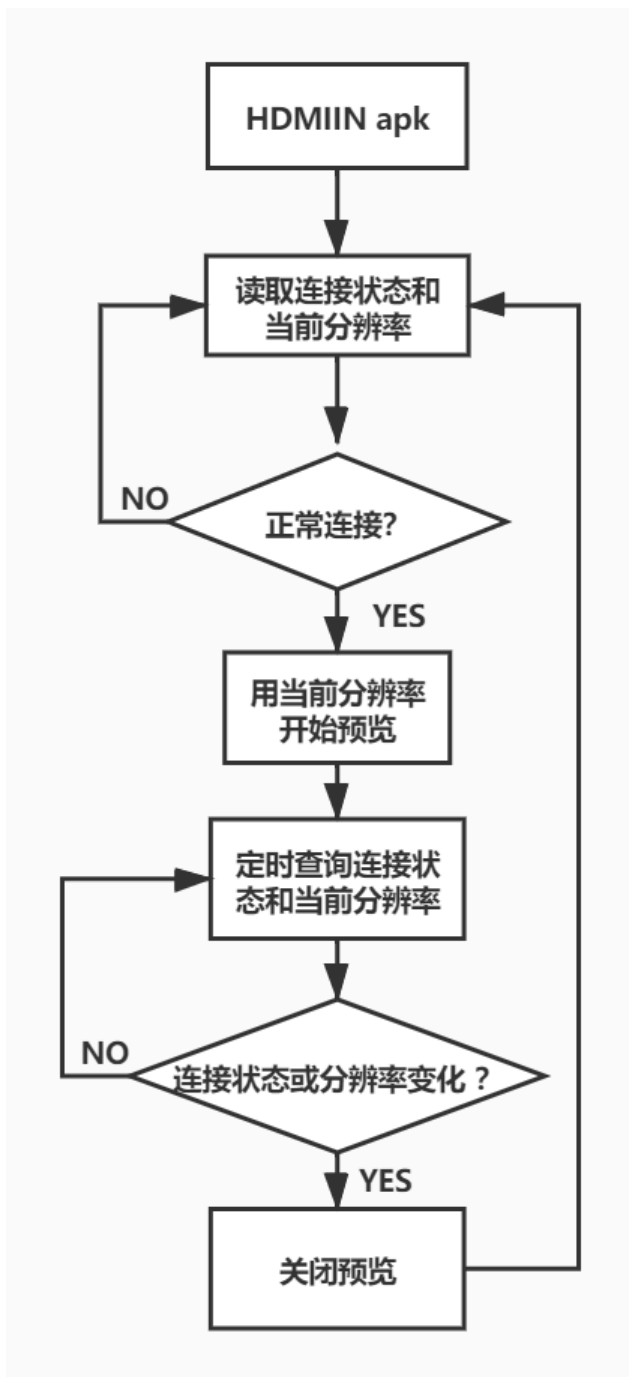 HDMIIN apk
读取连接状态和
当前分辨率
NO
正常连接?
YES
用当前分辨率
开始预览
定时查询连接状
态和当前分辨率
NO
连接状态或分辨率变化？
YES
关闭预览